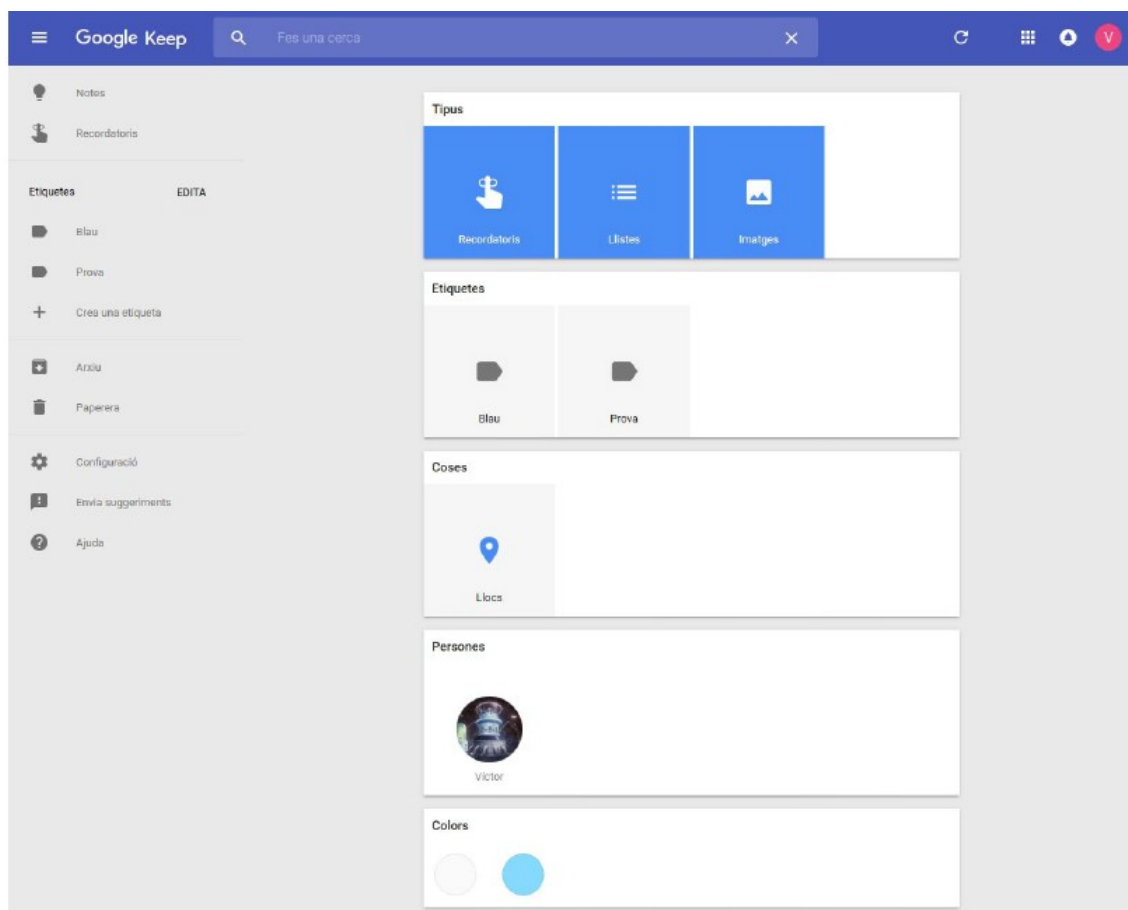 Google Keep
Fes una cerca
V
Notes
Recordatoris
Etiquetes EDITA
Blau
Prova
Crea una etiqueta
Arxiu
Paperera
Configuració
Envia suggeriments
Ajuda
Tipus
Recordatoris Llistes Imatges
Etiquetes
Blau Prova
Coses
Llocs
Persones
Víctor
Colors